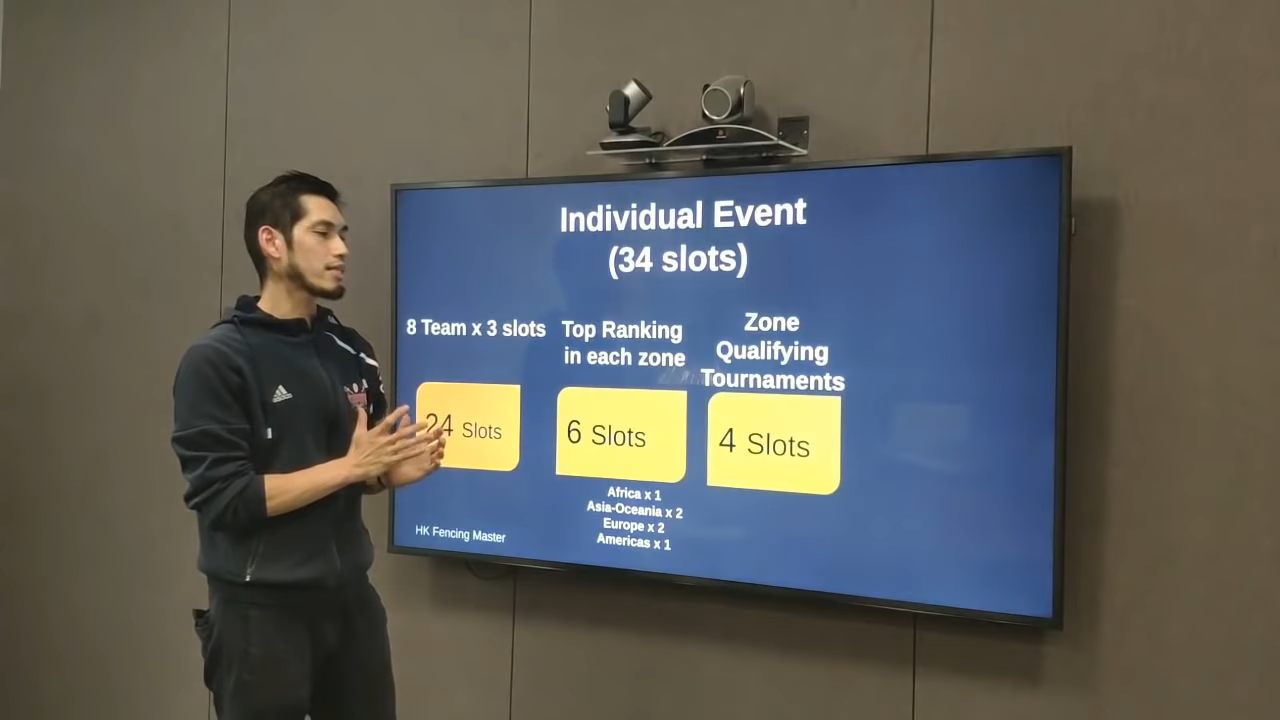 Individual Event
(34 slots)
8 Team x 3 slots
Top Ranking
in each zone
Zone
Qualifying
Tournaments
24 Slots
6 Slots
4 Slots
Africa x 1
Asia-Oceania x 2
Europe x 2
Americas x 1
HK Fencing Master